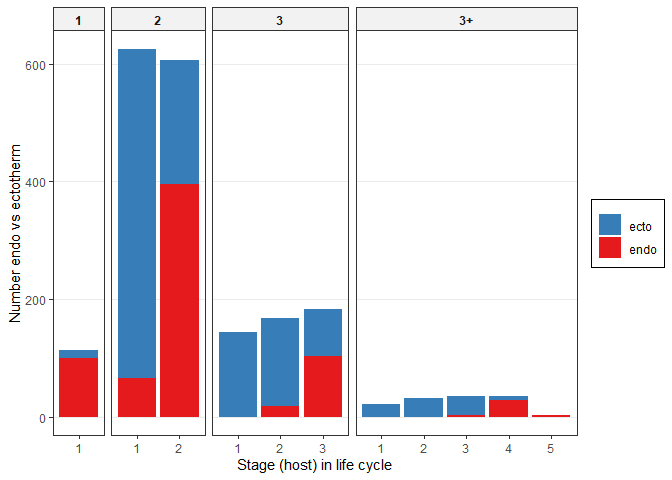 1 2 3 3+
Number endo vs ectotherm
600
400
200
0
ecto
endo
1 1 2 1 2 3 1 2 3 4 5
Stage (host) in life cycle